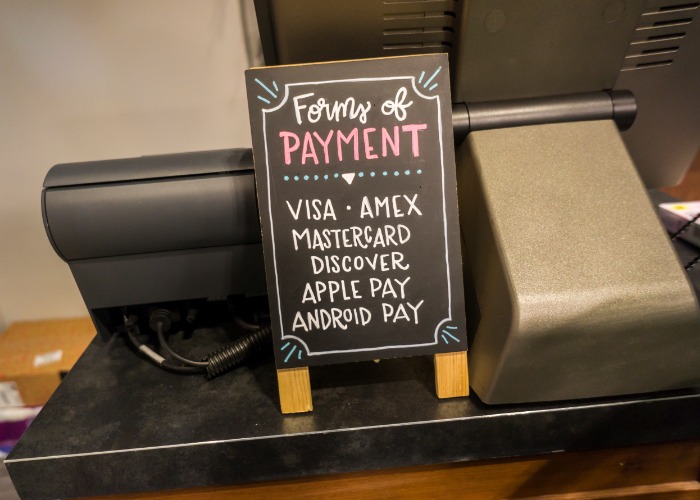 Forms of
PAYMENT
VISA · AMEX
MASTERCARD
DISCOVER
APPLE PAY
ANDROID PAY